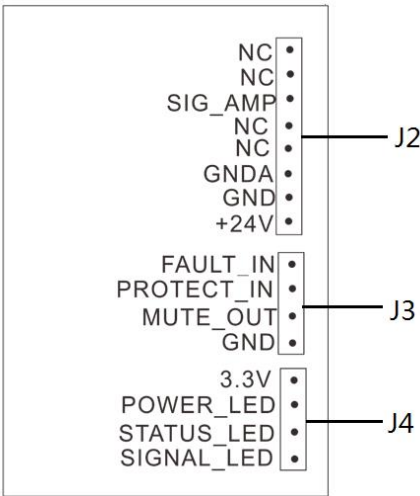 NC
NC
SIG_AMP
NC
NC
GNDA
GND
+24V
J2
FAULT_IN
PROTECT_IN
MUTE_OUT
GND
J3
3.3V
POWER_LED
STATUS_LED
SIGNAL_LED
J4